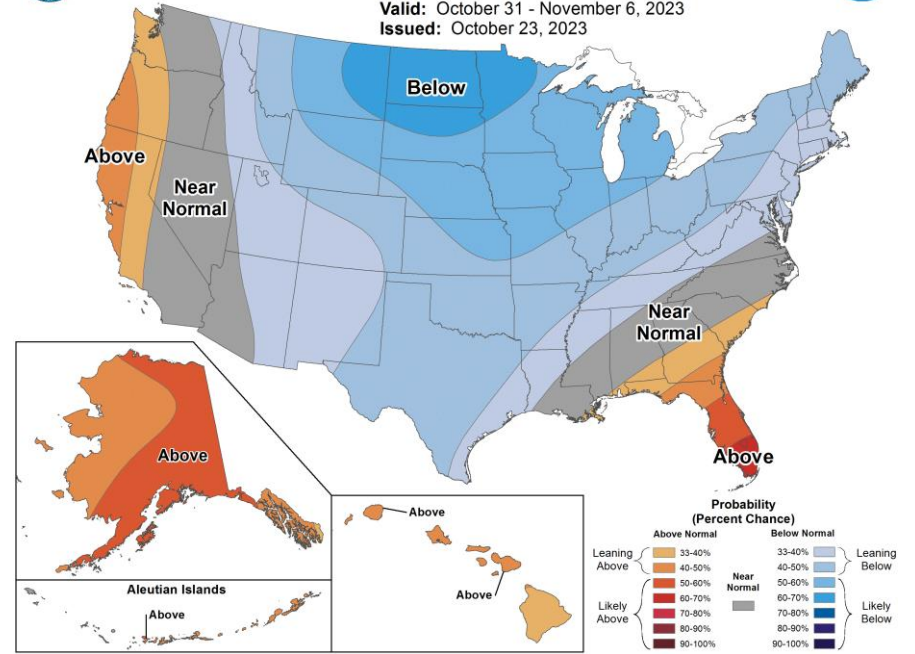 Valid: October 31 - November 6, 2023
Issued: October 23, 2023
Below
Above
Near
Normal
Near
Normal
Above
Above
Above
Above
Aleutian Islands
Above
Probability
(Percent Chance)
Above Normal
Below Normal
Leaning
Above
33-40%
40-50%
Likely
Above
50-60%
60-70%
70-80%
80-90%
90-100%
Near
Normal
33-40%
40-50%
Leaning
Below
50-60%
60-70%
70-80%
80-90%
90-100%
Likely
Below